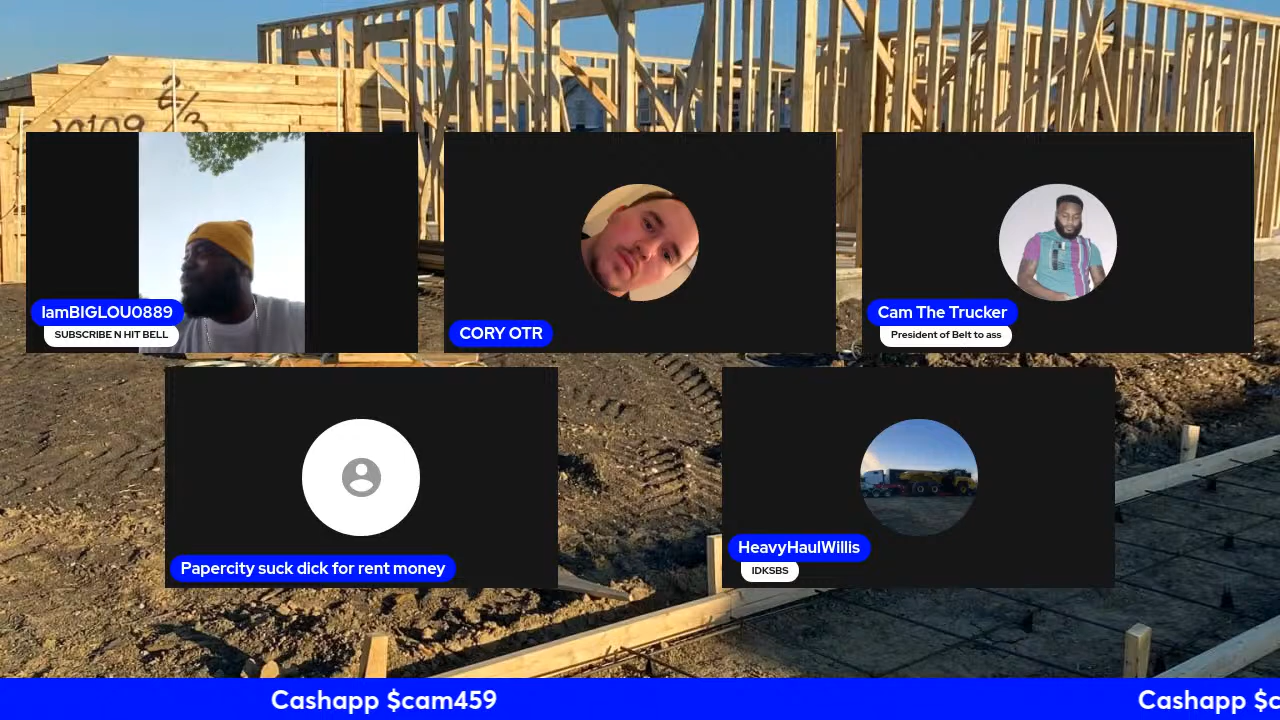 IamBIGLOU0889
SUBSCRIBE N HIT BELL
CORY OTR
Cam The Trucker
President of Belt to ass
Papercity suck dick for rent money
HeavyHaulWillis
IDKSBS
Cashapp $cam459
Cashapp $c